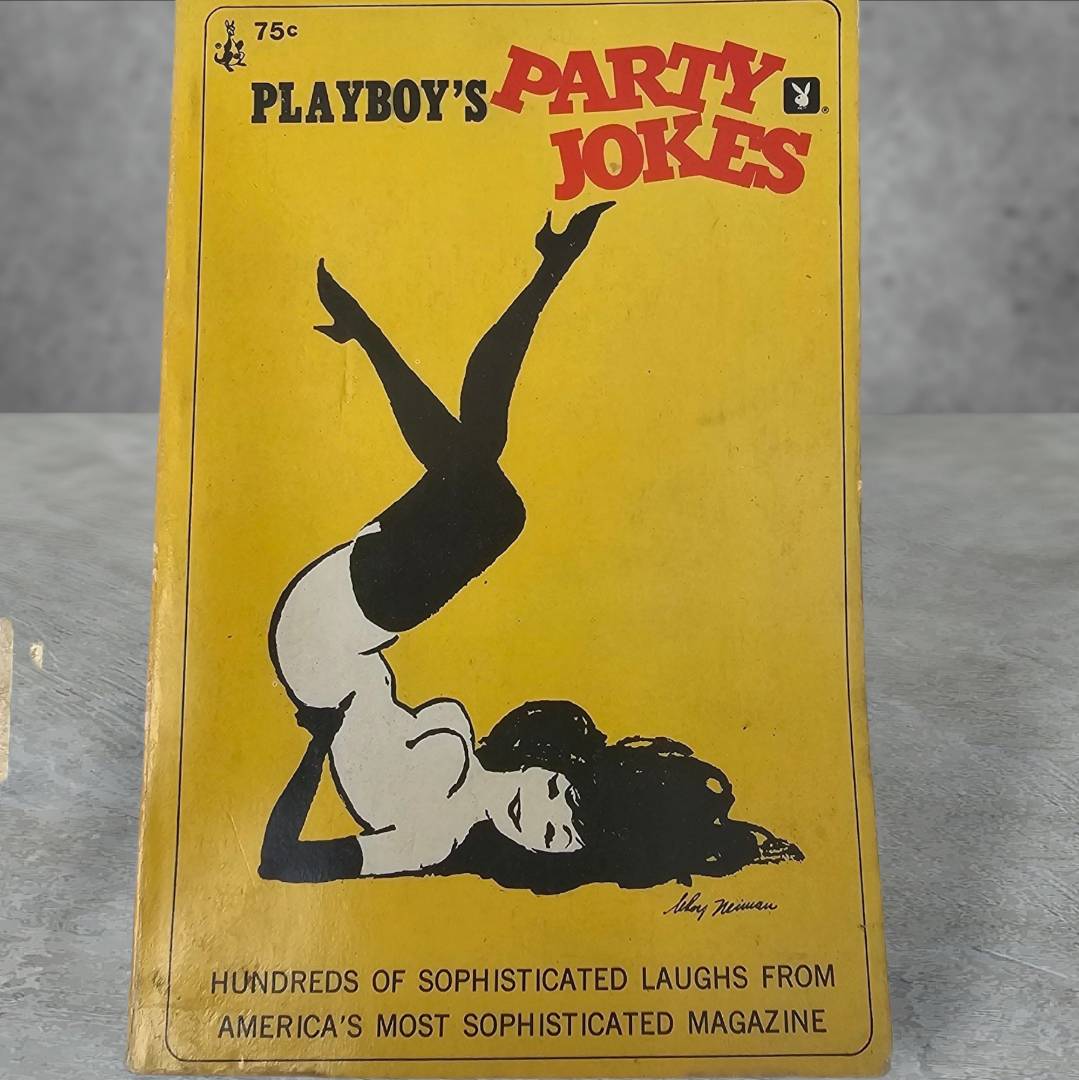 75c
PLAYBOY'S PARTY
JOKES
LeRoy Neiman
HUNDREDS OF SOPHISTICATED LAUGHS FROM
AMERICA'S MOST SOPHISTICATED MAGAZINE